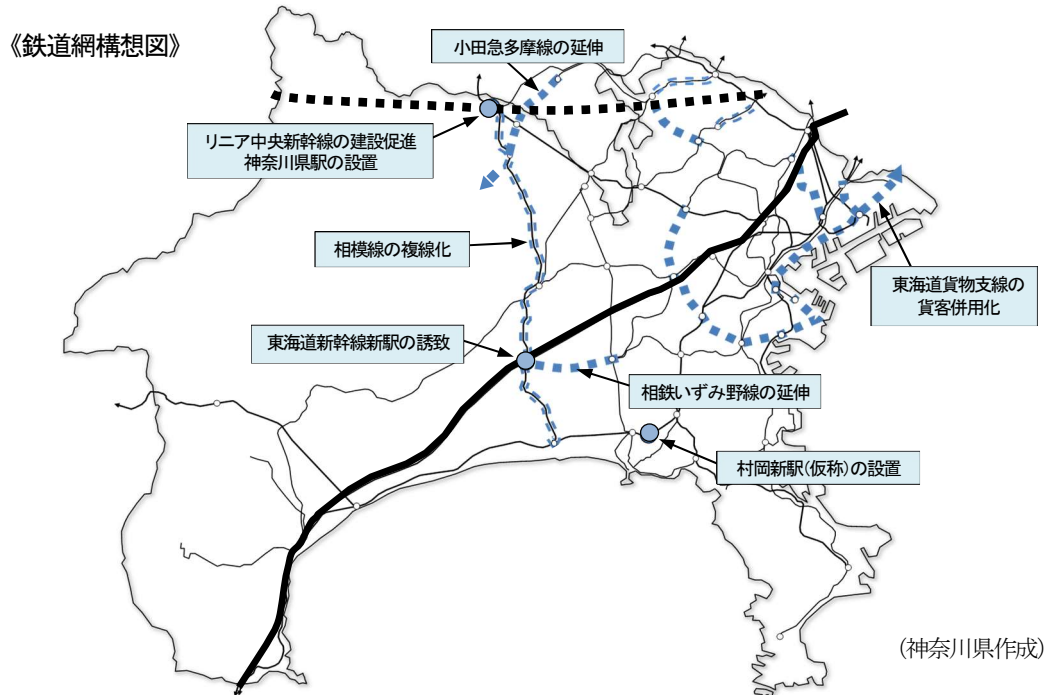 《鉄道網構想図》
小田急多摩線の延伸
リニア中央新幹線の建設促進
神奈川県駅の設置
相模線の複線化
東海道貨物支線の
貨客併用化
東海道新幹線新駅の誘致
相鉄いずみ野線の延伸
村岡新駅(仮称)の設置
(神奈川県作成)